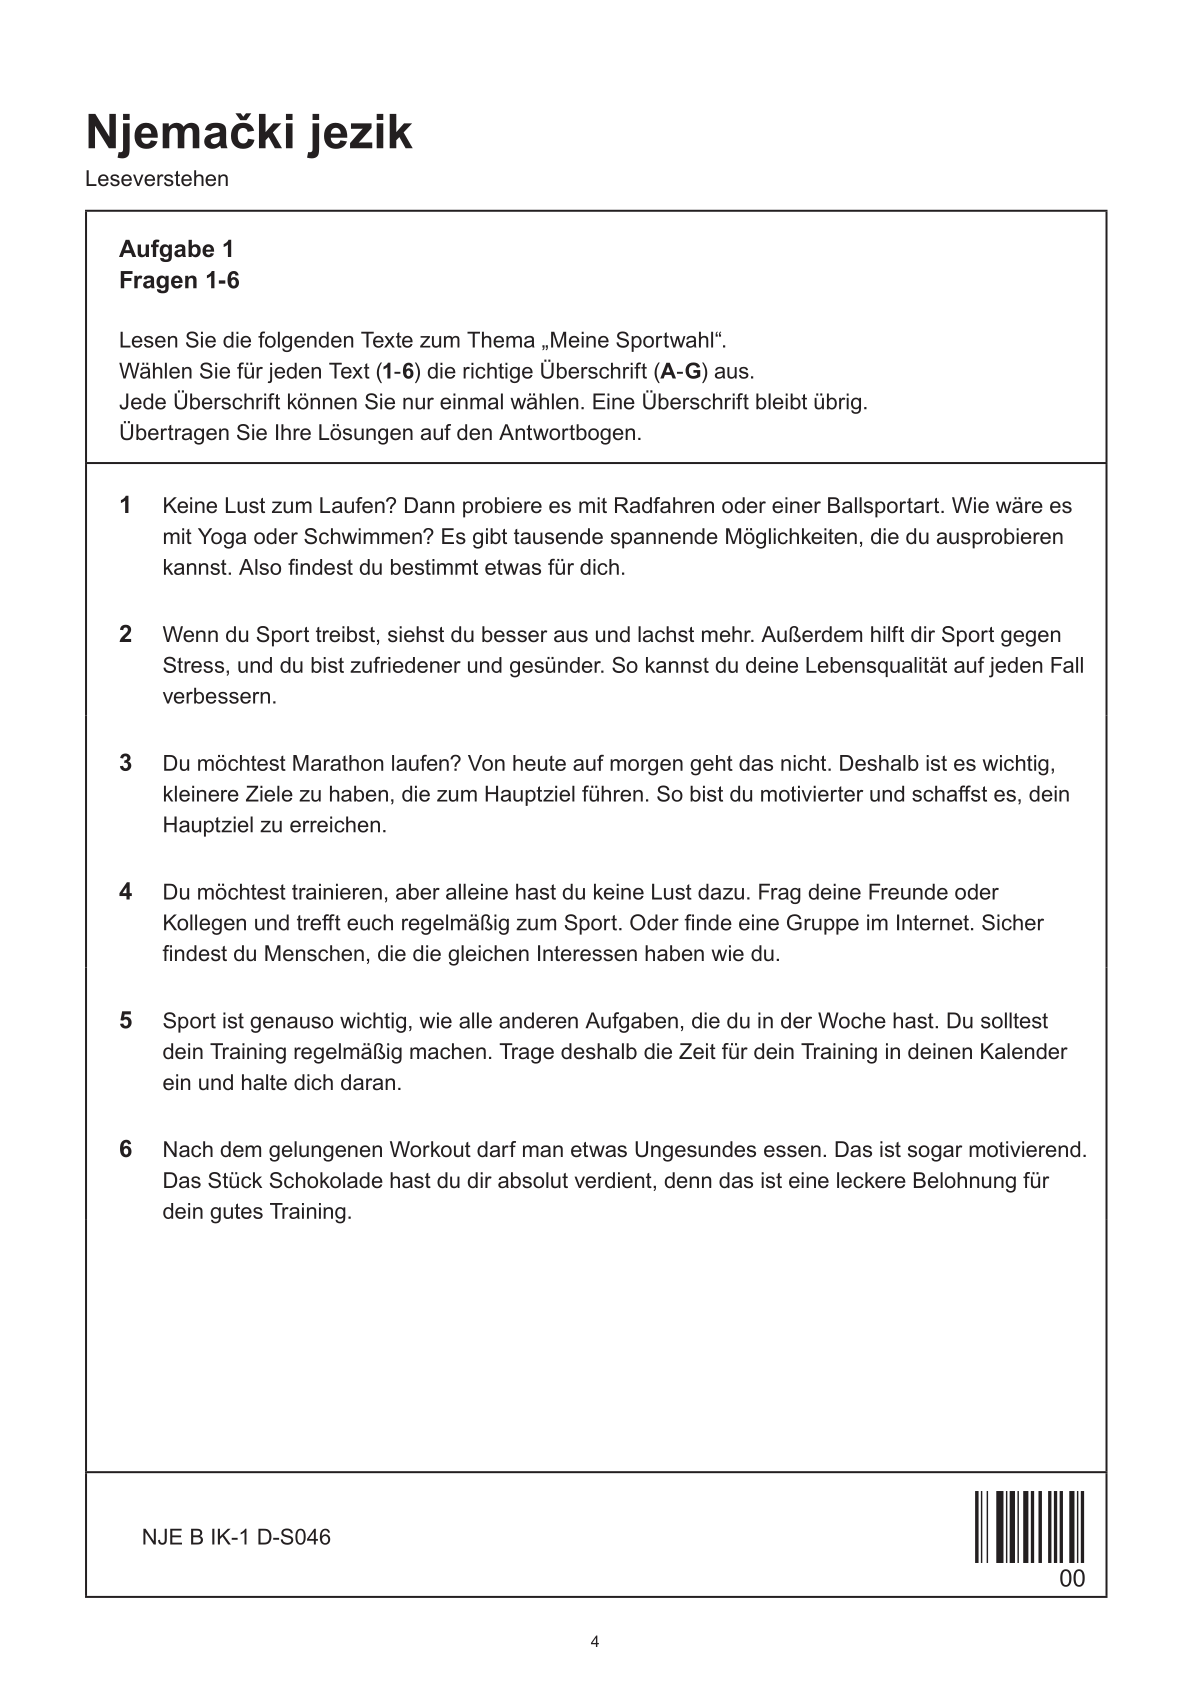 Njemački jezik
Leseverstehen
Aufgabe 1
Fragen 1-6
Lesen Sie die folgenden Texte zum Thema „Meine Sportwahl“.
Wählen Sie für jeden Text (1-6) die richtige Überschrift (A-G) aus.
Jede Überschrift können Sie nur einmal wählen. Eine Überschrift bleibt übrig.
Übertragen Sie Ihre Lösungen auf den Antwortbogen.
1 Keine Lust zum Laufen? Dann probiere es mit Radfahren oder einer Ballsportart. Wie wäre es
mit Yoga oder Schwimmen? Es gibt tausende spannende Möglichkeiten, die du ausprobieren
kannst. Also findest du bestimmt etwas für dich.
2 Wenn du Sport treibst, siehst du besser aus und lachst mehr. Außerdem hilft dir Sport gegen
Stress, und du bist zufriedener und gesünder. So kannst du deine Lebensqualität auf jeden Fall
verbessern.
3 Du möchtest Marathon laufen? Von heute auf morgen geht das nicht. Deshalb ist es wichtig,
kleinere Ziele zu haben, die zum Hauptziel führen. So bist du motivierter und schaffst es, dein
Hauptziel zu erreichen.
4 Du möchtest trainieren, aber alleine hast du keine Lust dazu. Frag deine Freunde oder
Kollegen und trefft euch regelmäßig zum Sport. Oder finde eine Gruppe im Internet. Sicher
findest du Menschen, die die gleichen Interessen haben wie du.
5 Sport ist genauso wichtig, wie alle anderen Aufgaben, die du in der Woche hast. Du solltest
dein Training regelmäßig machen. Trage deshalb die Zeit für dein Training in deinen Kalender
ein und halte dich daran.
6 Nach dem gelungenen Workout darf man etwas Ungesundes essen. Das ist sogar motivierend.
Das Stück Schokolade hast du dir absolut verdient, denn das ist eine leckere Belohnung für
dein gutes Training.
NJE B IK-1 D-S046
00
4